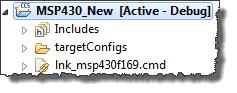 MSP430_New [Active - Debug]
Includes
targetConfigs
lnk_msp430f169.cmd